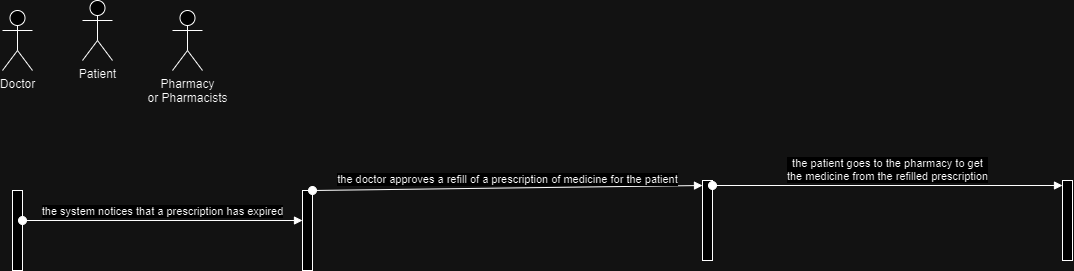 Doctor
Patient
Pharmacy
or Pharmacists
the system notices that a prescription has expired
the doctor approves a refill of a prescription of medicine for the patient
the patient goes to the pharmacy to get
the medicine from the refilled prescription